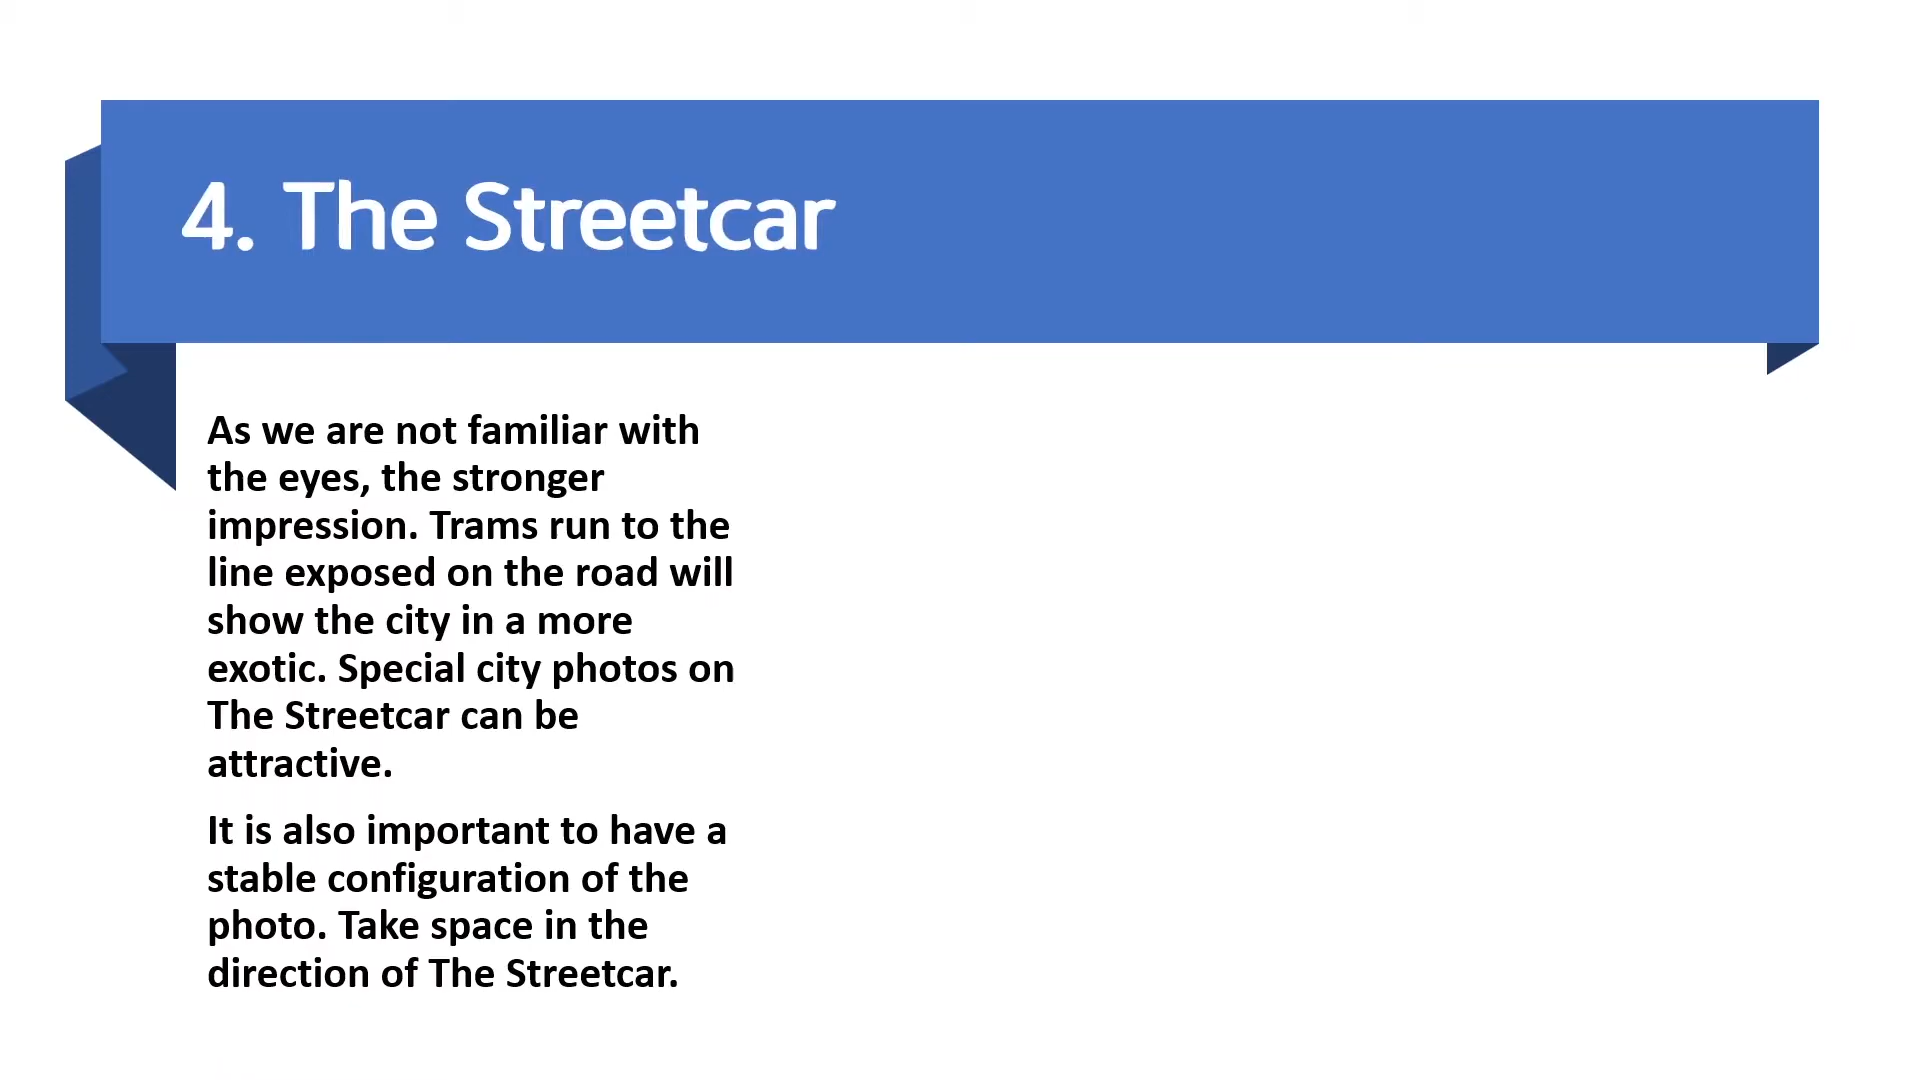 4. The Streetcar
As we are not familiar with
the eyes, the stronger
impression. Trams run to the
line exposed on the road will
show the city in a more
exotic. Special city photos on
The Streetcar can be
attractive.
It is also important to have a
stable configuration of the
photo. Take space in the
direction of The Streetcar.